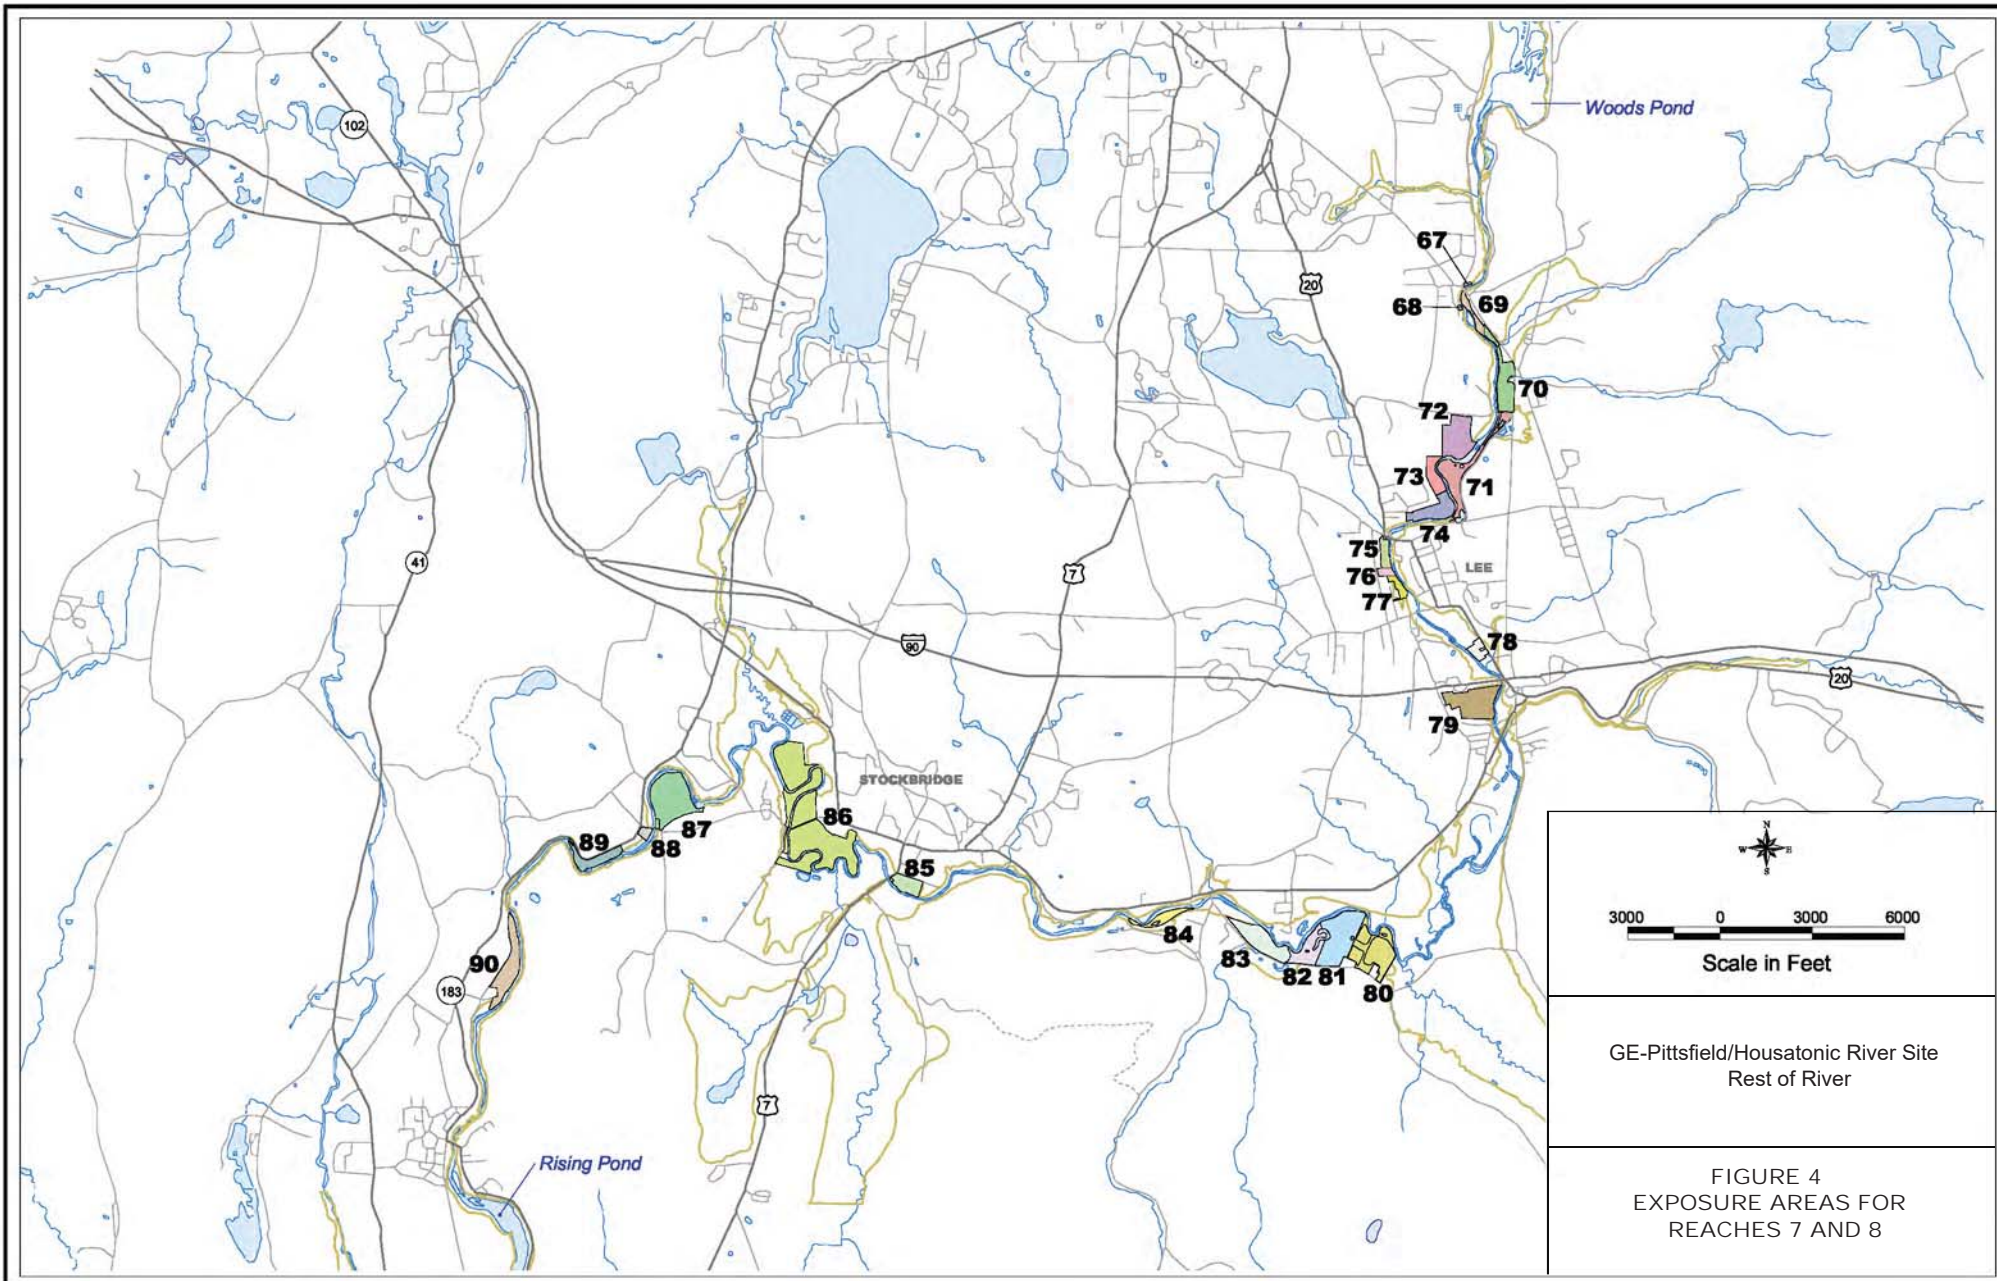 Woods Pond
102
67
20
68
69
70
72
73
71
74
75
LEE
76
77
41
7
90
78
20
79
STOCKBRIDGE
86
87
88
89
85
84
83
82
81
80
90
183
7
Rising Pond
N
W
E
S
3000
0
3000
6000
Scale in Feet
GE-Pittsfield/Housatonic River Site
Rest of River
FIGURE 4
EXPOSURE AREAS FOR
REACHES 7 AND 8